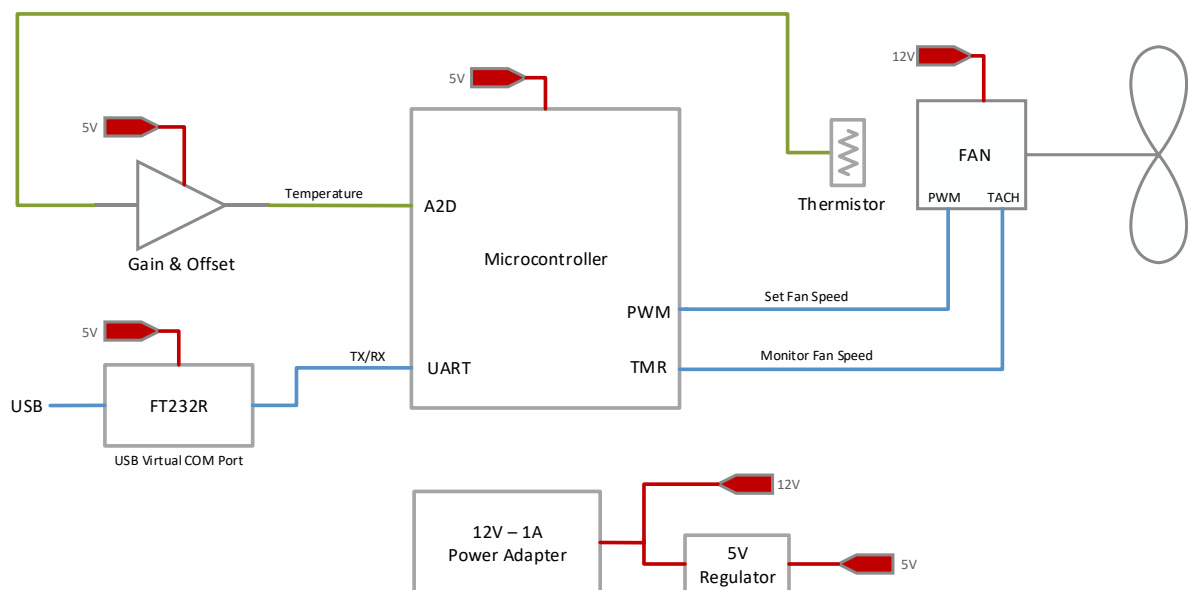 12V
5V
5V
FAN
PWM TACH
Thermistor
Temperature
A2D
Gain & Offset
Microcontroller
Set Fan Speed
PWM
5V
TX/RX
UART
Monitor Fan Speed
TMR
USB
FT232R
USB Virtual COM Port
12V
12V – 1A
Power Adapter
5V
Regulator
5V